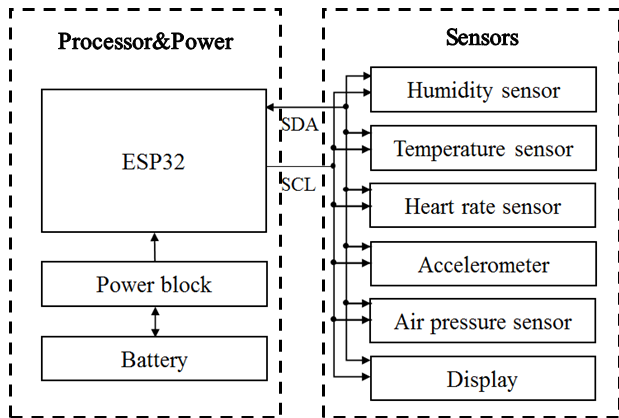 Processor&Power
ESP32
Power block
Battery
SDA
SCL
Sensors
Humidity sensor
Temperature sensor
Heart rate sensor
Accelerometer
Air pressure sensor
Display